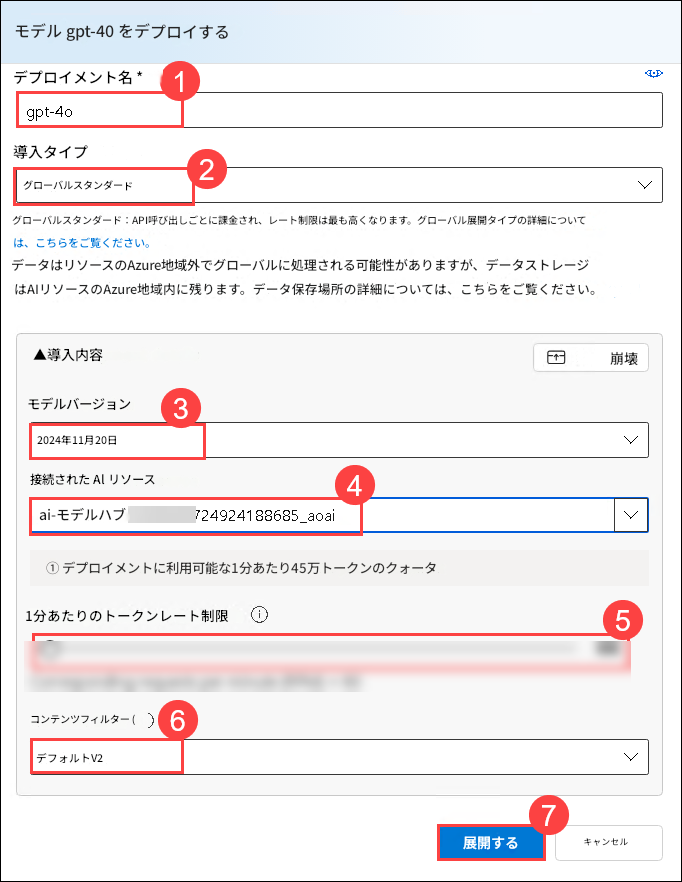 モデル gpt-40 をデプロイする
デプロイメント名 *
1
gpt-4o
導入タイプ
2
グローバルスタンダード
グローバルスタンダード：API呼び出しごとに課金され、レート制限は最も高くなります。グローバル展開タイプの詳細について
は、こちらをご覧ください。
データはリソースのAzure地域外でグローバルに処理される可能性がありますが、データストレージ
はAIリソースのAzure地域内に残ります。データ保存場所の詳細については、こちらをご覧ください。
▲導入内容
崩壊
モデルバージョン
3
2024年11月20日
接続された Al リソース
4
ai-モデルハブ 724924188685_aoai
① デプロイメントに利用可能な1分あたり45万トークンのクォータ
1分あたりのトークンレート制限
5
コンテンツフィルター ( )
6
デフォルトV2
7
展開する
キャンセル